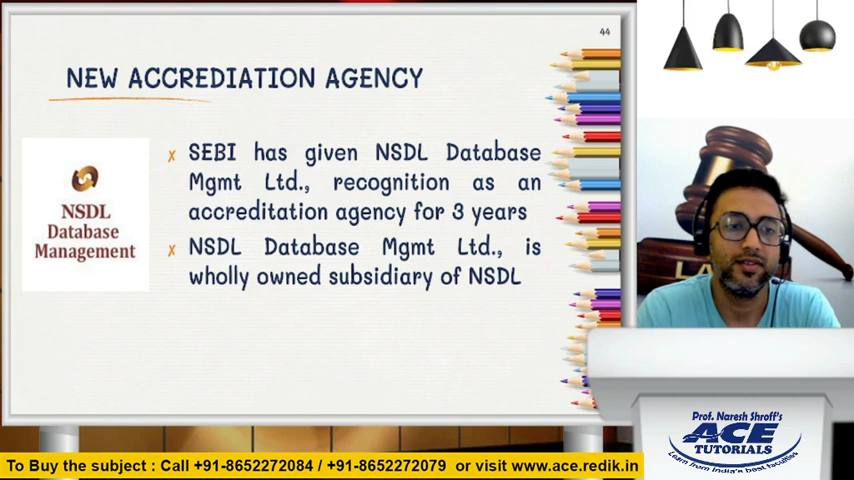 44
NEW ACCREDIATION AGENCY
NSDL
Database
Management
✗ SEBI has given NSDL Database
Mgmt Ltd., recognition as an
accreditation agency for 3 years
✗ NSDL Database Mgmt Ltd., is
wholly owned subsidiary of NSDL
LA
Prof. Naresh Shroff's
ACE
TUTORIALS
Learn from India's best faculties
To Buy the subject : Call +91-8652272084 / +91-8652272079 or visit www.ace.redik.in